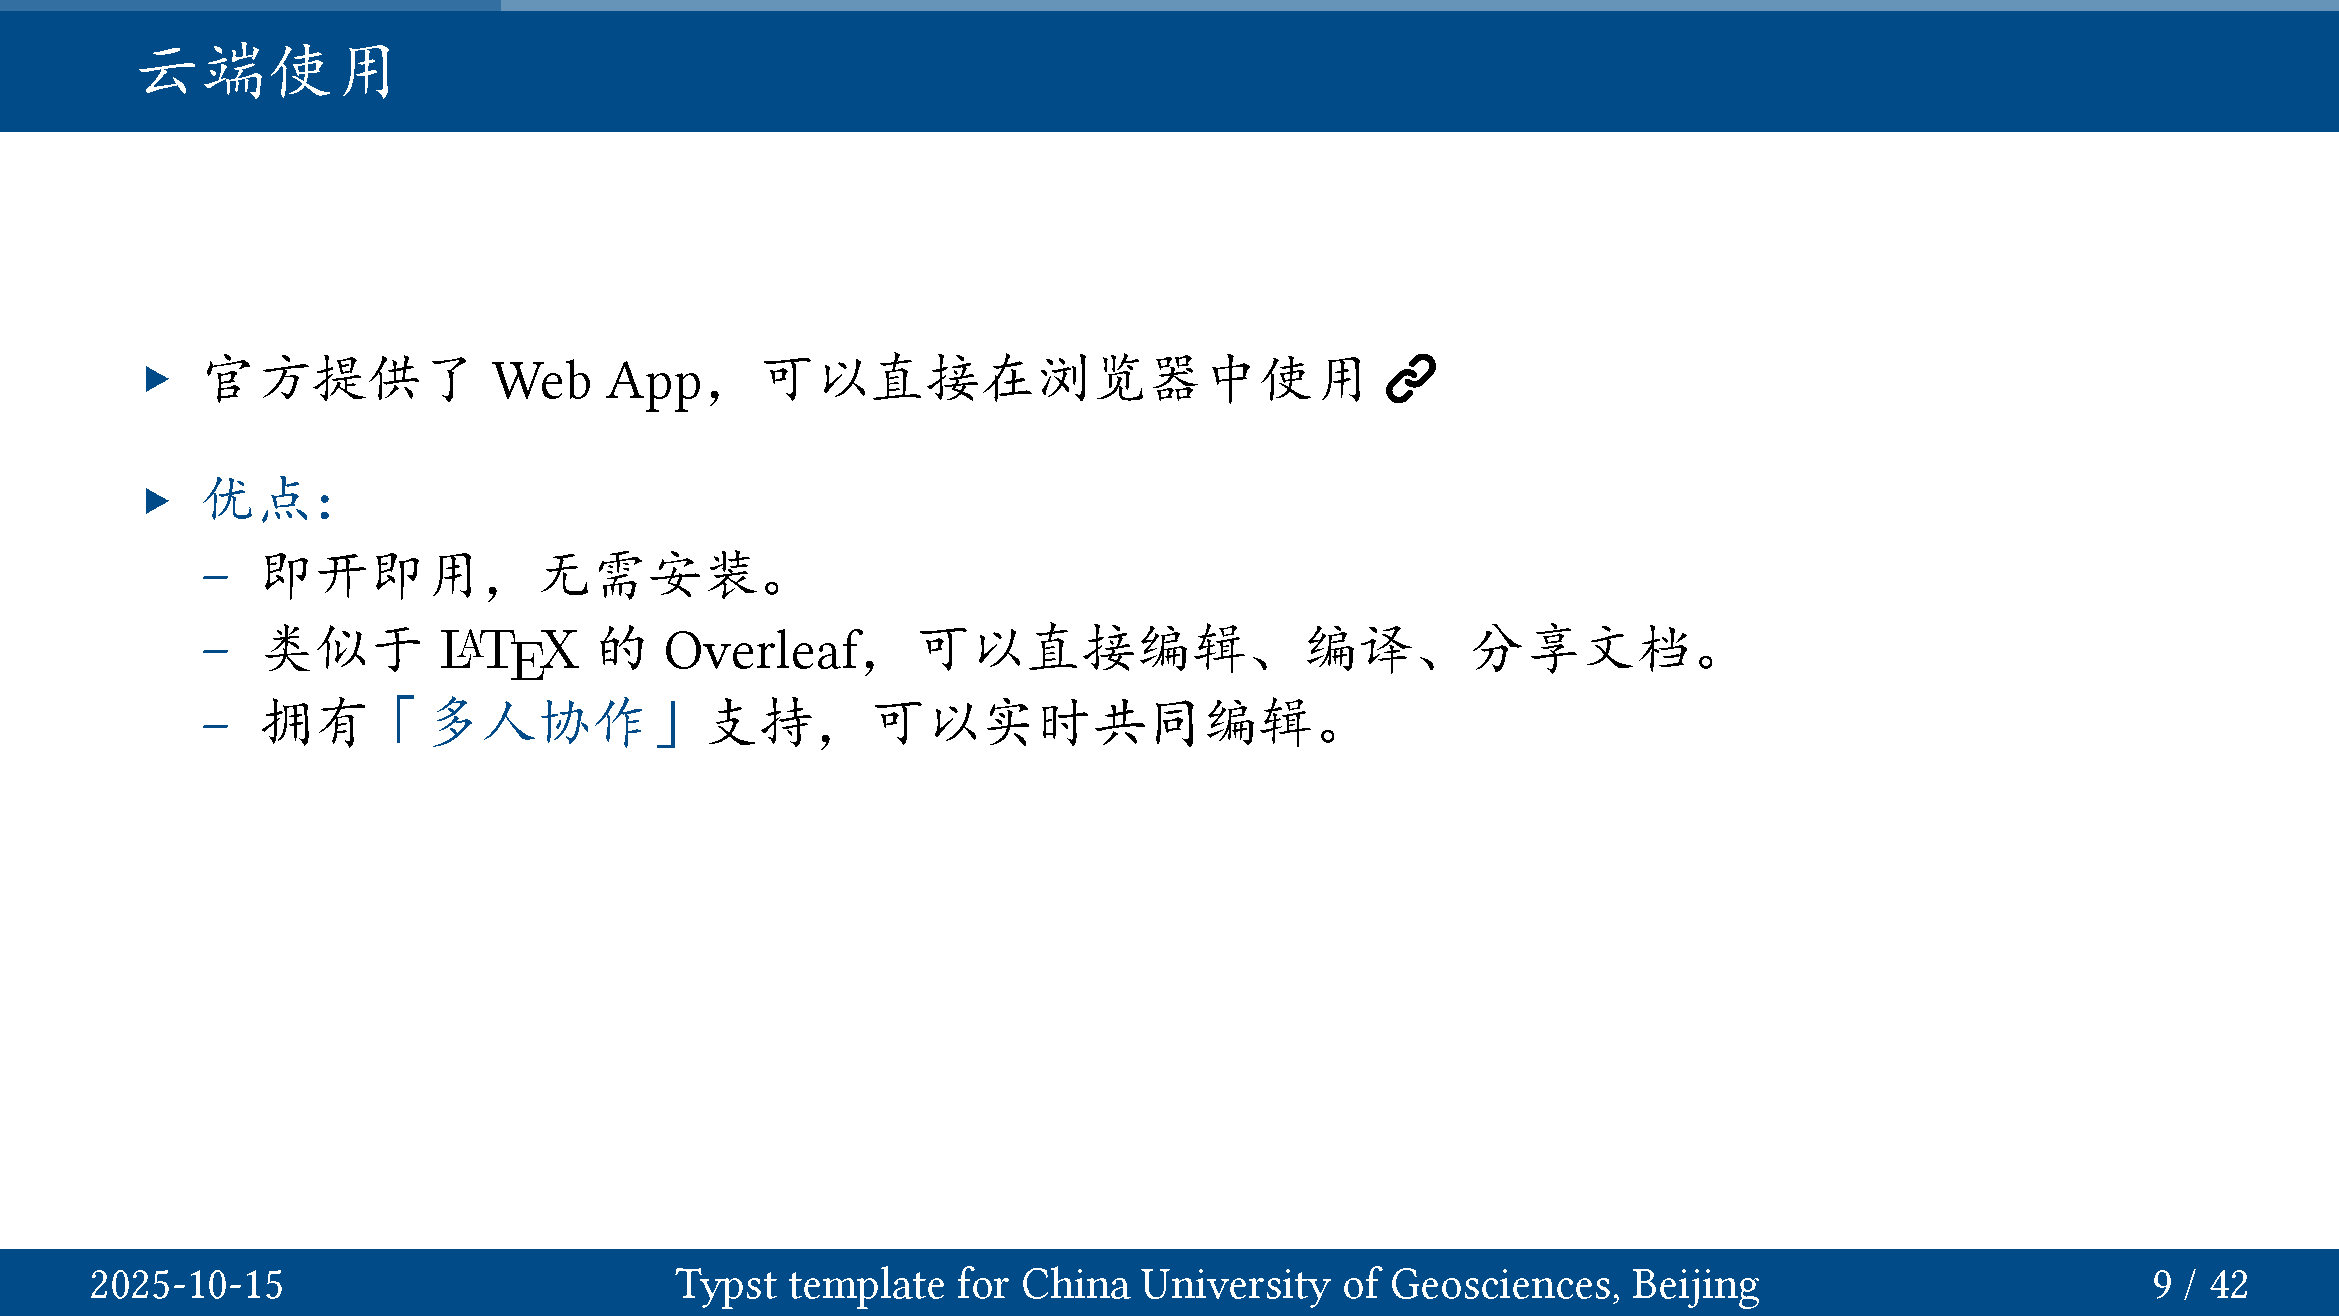 云端使用
官方提供了 Web App，可以直接在浏览器中使用
优点：
– 即开即用，无需安装。
– 类似于 LATEX 的 Overleaf，可以直接编辑、编译、分享文档。
– 拥有「多人协作」支持，可以实时共同编辑。
2025-10-15
Typst template for China University of Geosciences, Beijing
9 / 42